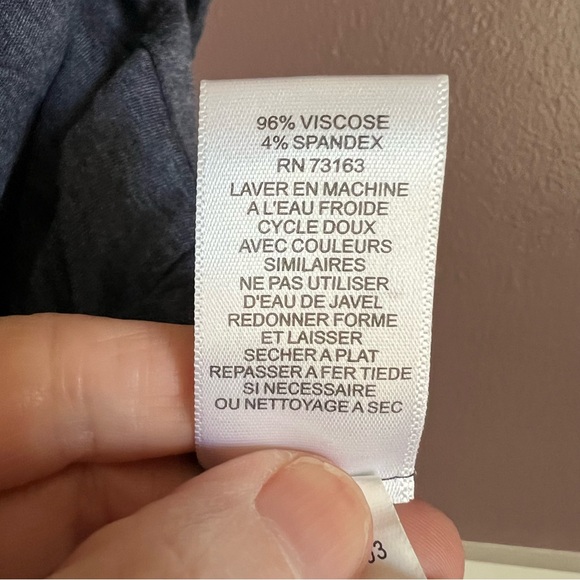 96% VISCOSE
4% SPANDEX
RN 73163
LAVER EN MACHINE
A L'EAU FROIDE
CYCLE DOUX
AVEC COULEURS
SIMILAIRES
NE PAS UTILISER
D'EAU DE JAVEL
REDONNER FORME
ET LAISSER
SECHER A PLAT
REPASSER A FER TIEDE
SI NECESSAIRE
OU NETTOYAGE A SEC